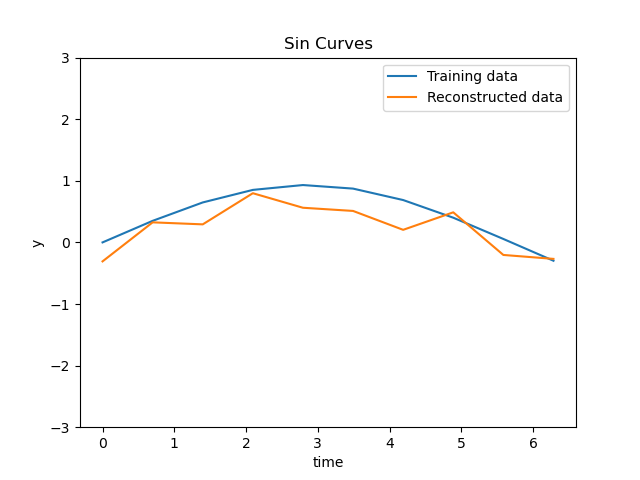 Sin Curves
Training data
Reconstructed data
3
2
1
0
−1
−2
−3
y
0 1 2 3 4 5 6
time